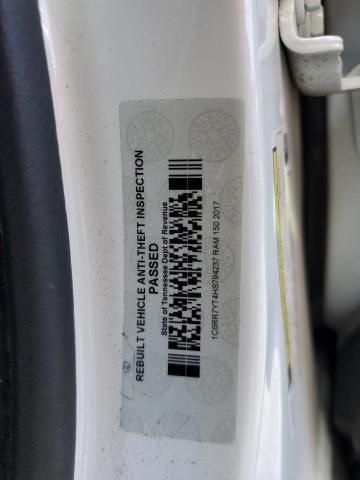 REBUILT VEHICLE ANTI-THEFT INSPECTION
PASSED
State of Tennessee Dept of Revenue
1C6RR7YT4HS794237 RAM 150 2017